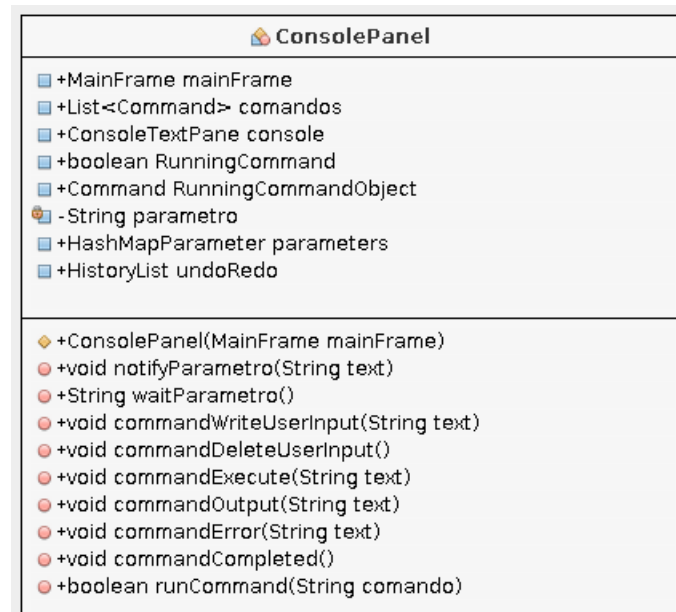 ConsolePanel
+MainFrame mainFrame
+List<Command> comandos
+ConsoleTextPane console
+boolean RunningCommand
+Command RunningCommandObject
-String parametro
+HashMapParameter parameters
+HistoryList undoRedo
+ConsolePanel(MainFrame mainFrame)
+void notifyParametro(String text)
+String waitParametro()
+void commandWriteUserInput(String text)
+void commandDeleteUserInput()
+void commandExecute(String text)
+void commandOutput(String text)
+void commandError(String text)
+void commandCompleted()
+boolean runCommand(String comando)